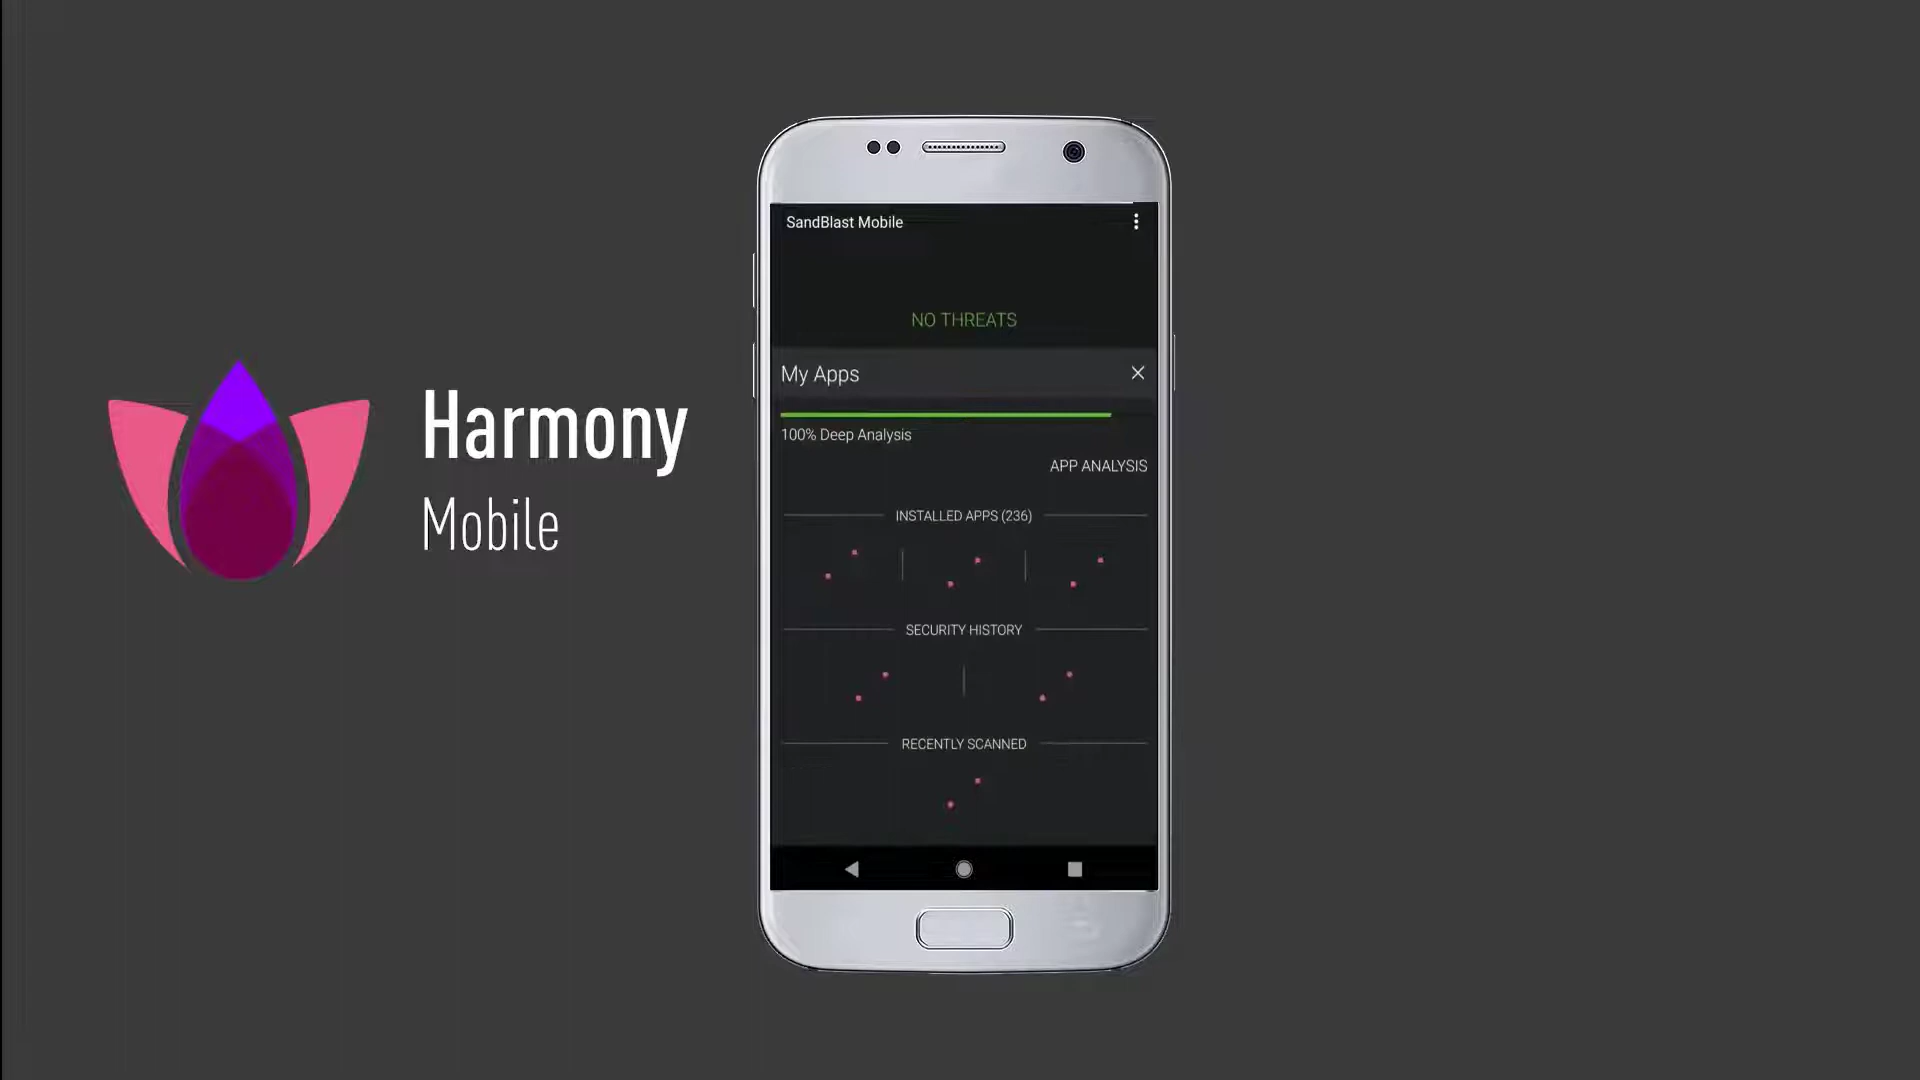 Harmony
Mobile
SandBlast Mobile
NO THREATS
My Apps
100% Deep Analysis
APP ANALYSIS
INSTALLED APPS (236)
SECURITY HISTORY
RECENTLY SCANNED